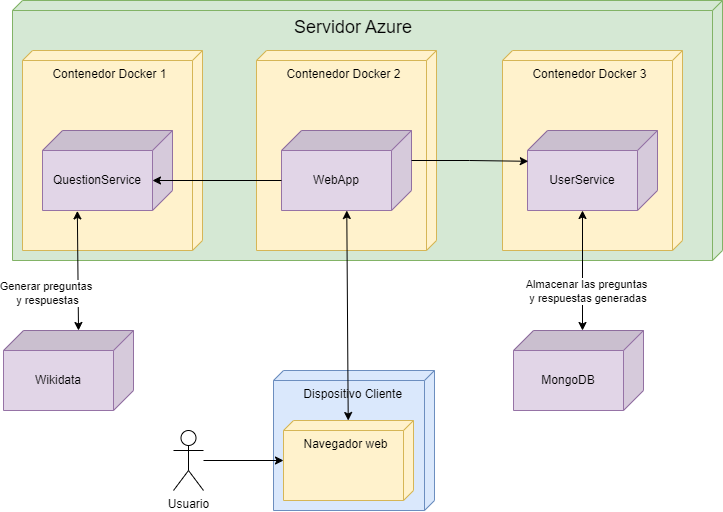 Servidor Azure
Contenedor Docker 1
Contenedor Docker 2
Contenedor Docker 3
QuestionService
WebApp
UserService
Generar preguntas
y respuestas
Almacenar las preguntas
y respuestas generadas
Wikidata
MongoDB
Dispositivo Cliente
Navegador web
Usuario